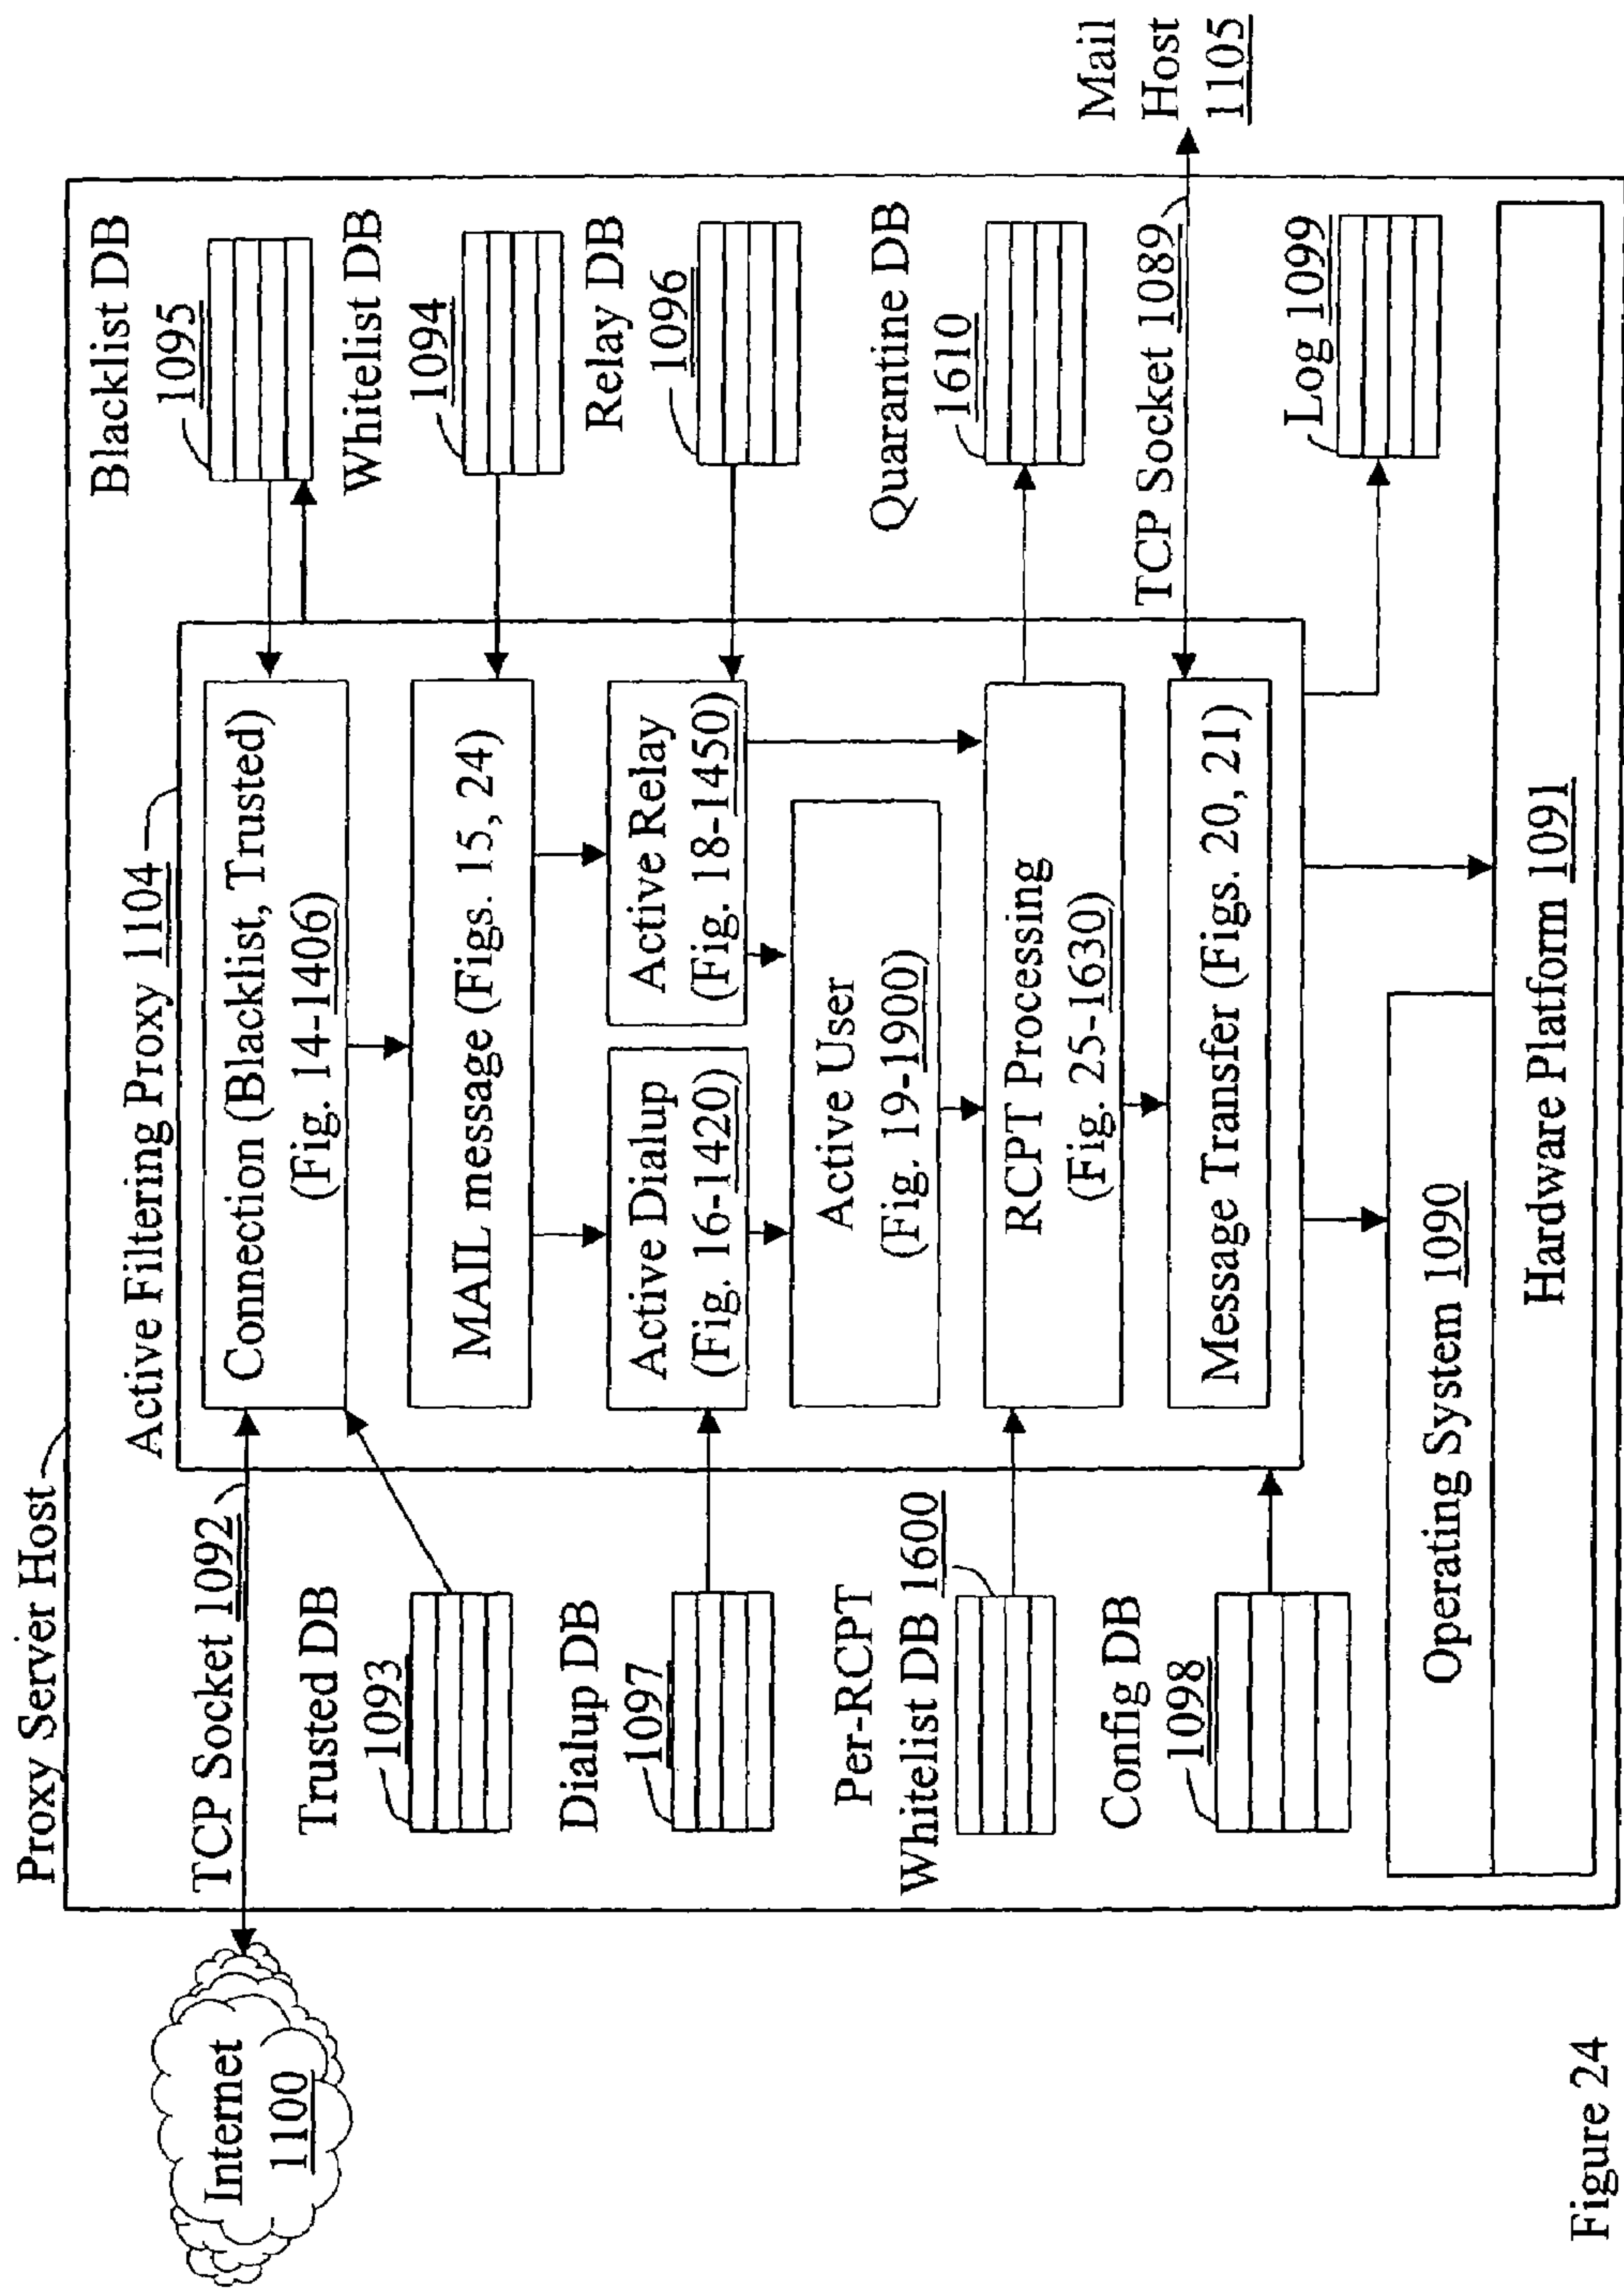 Proxy Server Host
Active Filtering Proxy 1104
Internet
1100
TCP Socket 1092
Trusted DB
1093
Dialup DB
1097
Per-RCPT
Whitelist DB 1600
Config DB
1098
Connection (Blacklist, Trusted)
(Fig. 14-1406)
MAIL message (Figs. 15, 24)
Active Dialup
(Fig. 16-1420)
Active Relay
(Fig. 18-1450)
Active User
(Fig. 19-1900)
RCPT Processing
(Fig. 25-1630)
Message Transfer (Figs. 20, 21)
Blacklist DB
1095
Whitelist DB
1094
Relay DB
1096
Quarantine DB
1610
TCP Socket 1089
Mail
Host
1105
Log 1099
Operating System 1090
Hardware Platform 1091
Figure 24